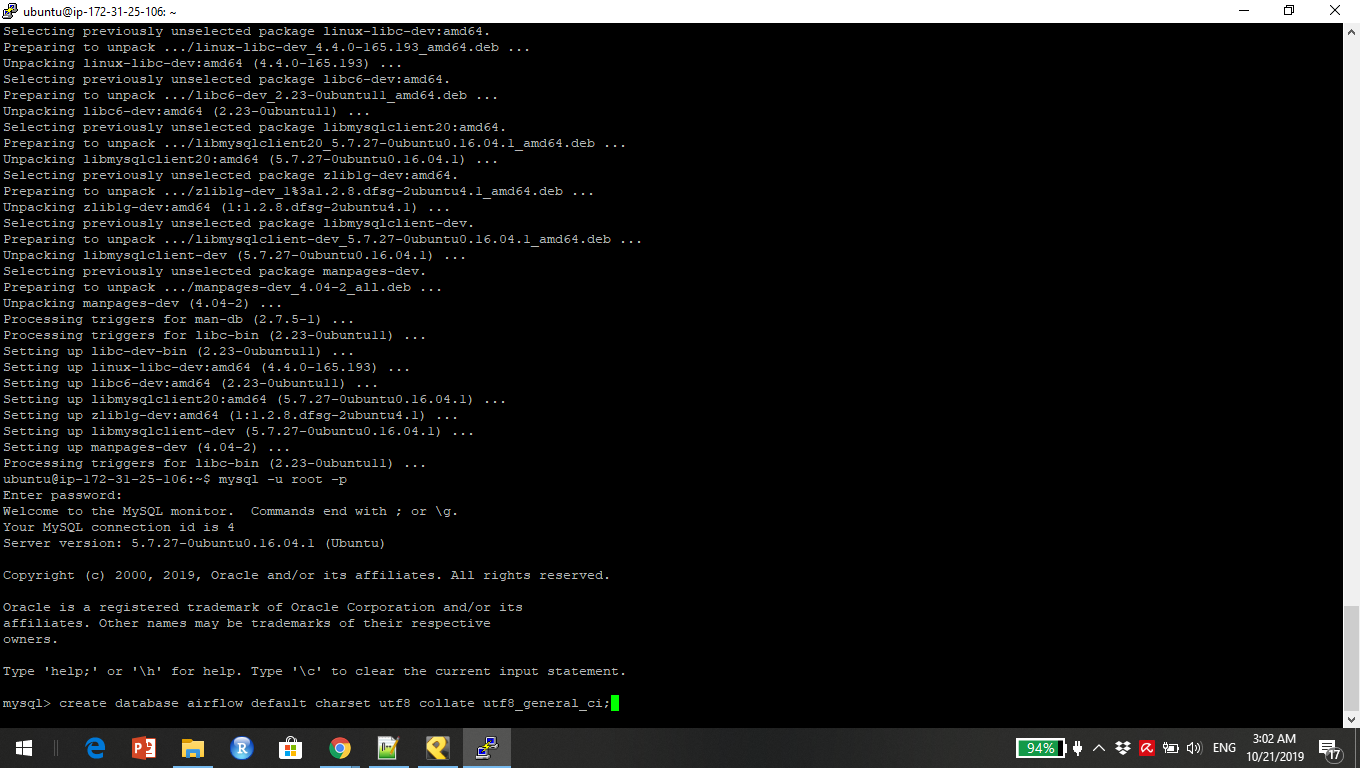 ubuntu@ip-172-31-25-106: ~
Selecting previously unselected package linux-libc-dev:amd64.
Preparing to unpack .../linux-libc-dev_4.4.0-165.193_amd64.deb ...
Unpacking linux-libc-dev:amd64 (4.4.0-165.193) ...
Selecting previously unselected package libc6-dev:amd64.
Preparing to unpack .../libc6-dev_2.23-0ubuntu11_amd64.deb ...
Unpacking libc6-dev:amd64 (2.23-0ubuntu11) ...
Selecting previously unselected package libmysqlclient20:amd64.
Preparing to unpack .../libmysqlclient20_5.7.27-0ubuntu0.16.04.1_amd64.deb ...
Unpacking libmysqlclient20:amd64 (5.7.27-0ubuntu0.16.04.1) ...
Selecting previously unselected package zlib1g-dev:amd64.
Preparing to unpack .../zlib1g-dev_1%3a1.2.8.dfsg-2ubuntu4.1_amd64.deb ...
Unpacking zlib1g-dev:amd64 (1:1.2.8.dfsg-2ubuntu4.1) ...
Selecting previously unselected package libmysqlclient-dev.
Preparing to unpack .../libmysqlclient-dev_5.7.27-0ubuntu0.16.04.1_amd64.deb ...
Unpacking libmysqlclient-dev (5.7.27-0ubuntu0.16.04.1) ...
Selecting previously unselected package manpages-dev.
Preparing to unpack .../manpages-dev_4.04-2_all.deb ...
Unpacking manpages-dev (4.04-2) ...
Processing triggers for man-db (2.7.5-1) ...
Processing triggers for libc-bin (2.23-0ubuntu11) ...
Setting up libc-dev-bin (2.23-0ubuntu11) ...
Setting up linux-libc-dev:amd64 (4.4.0-165.193) ...
Setting up libc6-dev:amd64 (2.23-0ubuntu11) ...
Setting up libmysqlclient20:amd64 (5.7.27-0ubuntu0.16.04.1) ...
Setting up zlib1g-dev:amd64 (1:1.2.8.dfsg-2ubuntu4.1) ...
Setting up libmysqlclient-dev (5.7.27-0ubuntu0.16.04.1) ...
Setting up manpages-dev (4.04-2) ...
Processing triggers for libc-bin (2.23-0ubuntu11) ...
ubuntu@ip-172-31-25-106:~$ mysql -u root -p
Enter password:
Welcome to the MySQL monitor.  Commands end with ; or \g.
Your MySQL connection id is 4
Server version: 5.7.27-0ubuntu0.16.04.1 (Ubuntu)
Copyright (c) 2000, 2019, Oracle and/or its affiliates. All rights reserved.
Oracle is a registered trademark of Oracle Corporation and/or its
affiliates. Other names may be trademarks of their respective
owners.
Type 'help;' or '\h' for help. Type '\c' to clear the current input statement.
mysql> create database airflow default charset utf8 collate utf8_general_ci;
94%
ENG
3:02 AM
10/21/2019
17